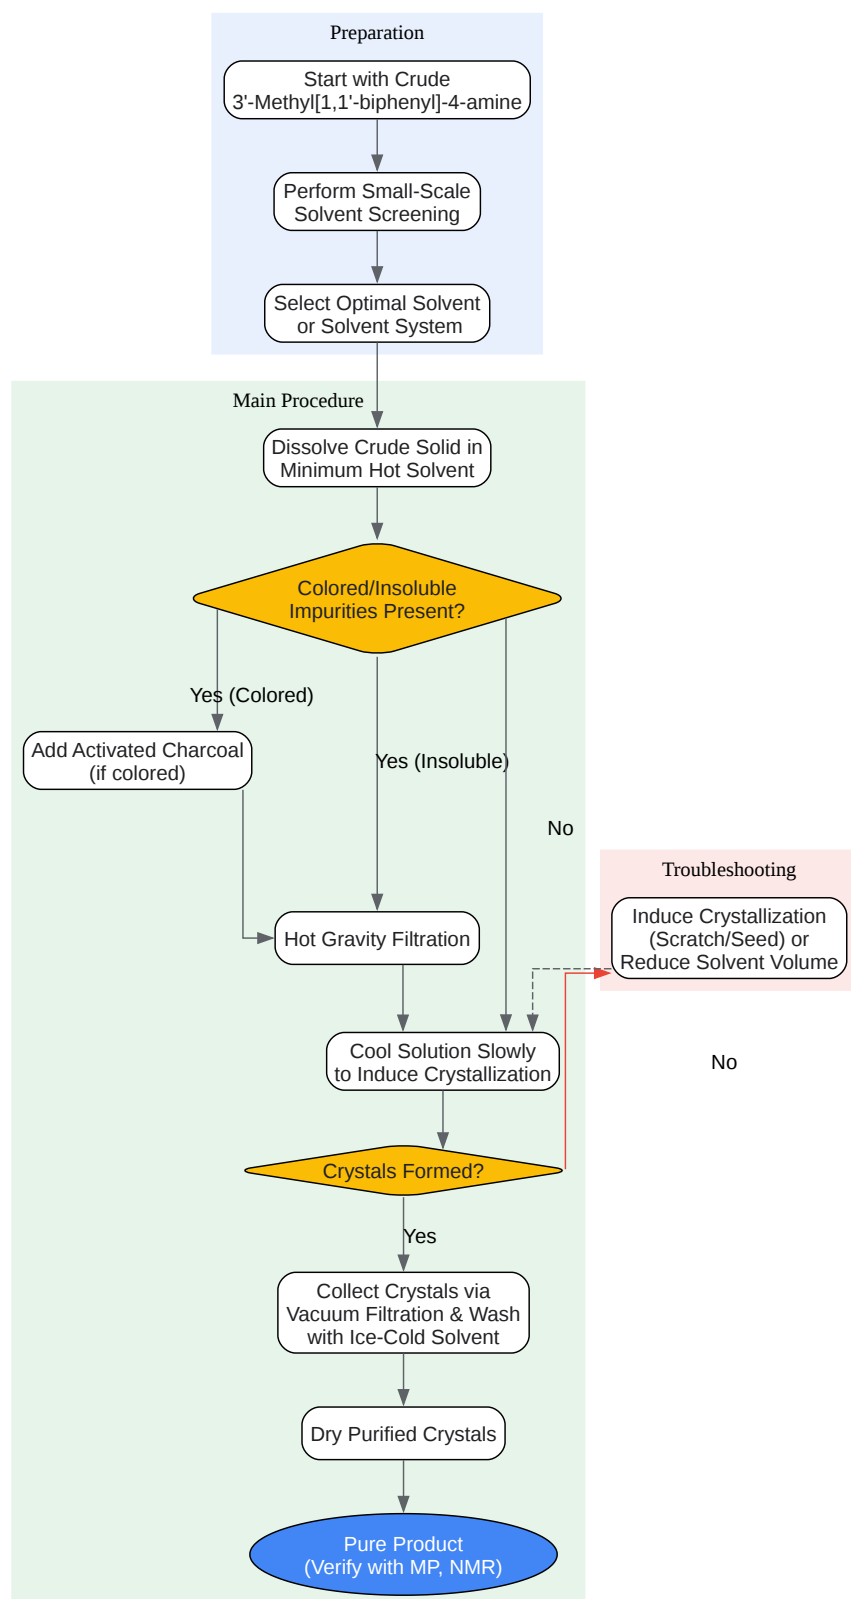 Preparation
Start with Crude
3'-Methyl[1,1'-biphenyl]-4-amine
Perform Small-Scale
Solvent Screening
Select Optimal Solvent
or Solvent System
Main Procedure
Dissolve Crude Solid in
Minimum Hot Solvent
Colored/Insoluble
Impurities Present?
Yes (Colored)
Add Activated Charcoal
(if colored)
Yes (Insoluble)
No
Troubleshooting
Induce Crystallization
(Scratch/Seed) or
Reduce Solvent Volume
Hot Gravity Filtration
Cool Solution Slowly
to Induce Crystallization
No
Crystals Formed?
Yes
Collect Crystals via
Vacuum Filtration & Wash
with Ice-Cold Solvent
Dry Purified Crystals
Pure Product
(Verify with MP, NMR)